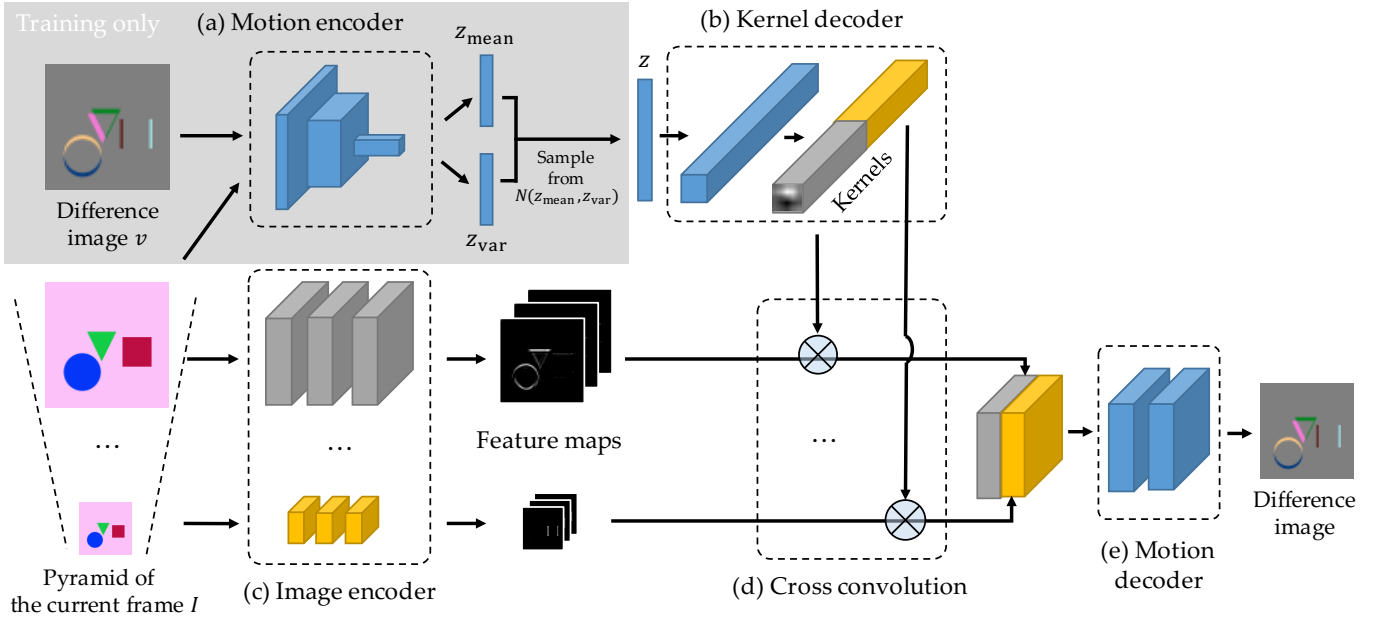 Training only
(a) Motion encoder
z_mean
(b) Kernel decoder
z
Sample
from
N(z_mean, z_var)
Kernels
Difference
image v
z_var
...
...
...
Feature maps
Pyramid of
the current frame I
(c) Image encoder
(d) Cross convolution
(e) Motion
decoder
Difference
image